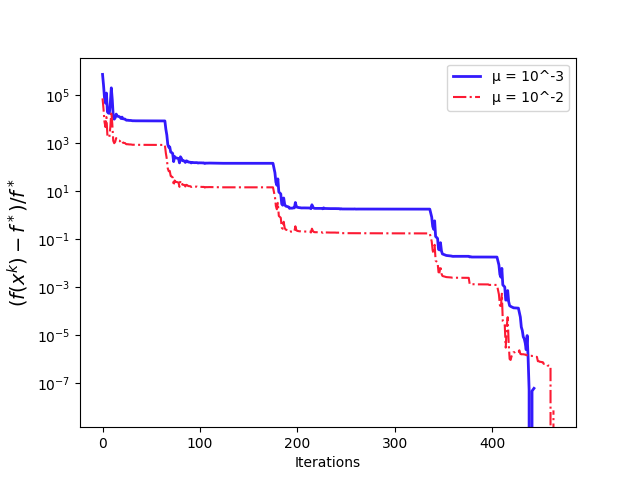 10^5
10^3
10^1
10^−1
10^−3
10^−5
10^−7
(f(x^k) − f*)/f*
0 100 200 300 400
Iterations
μ = 10^-3
μ = 10^-2